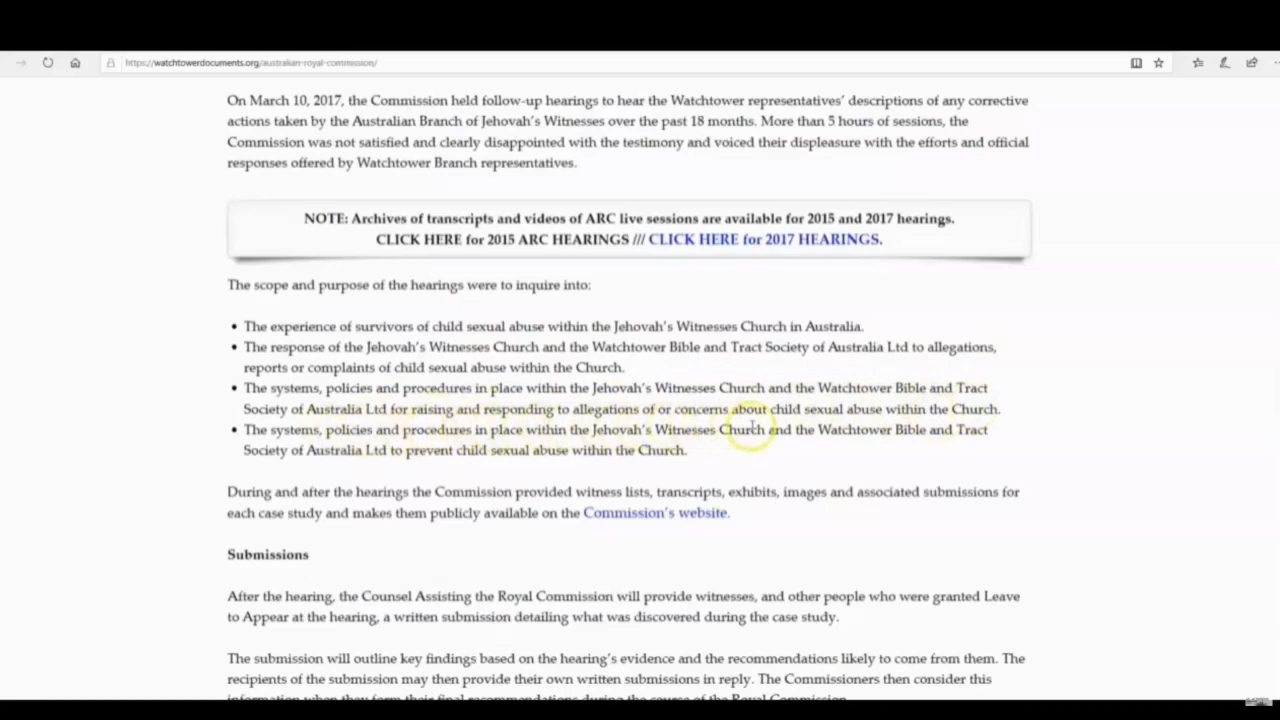 https://watchtowerdocuments.org/australian-royal-commission/
On March 10, 2017, the Commission held follow-up hearings to hear the Watchtower representatives' descriptions of any corrective
actions taken by the Australian Branch of Jehovah's Witnesses over the past 18 months. More than 5 hours of sessions, the
Commission was not satisfied and clearly disappointed with the testimony and voiced their displeasure with the efforts and official
responses offered by Watchtower Branch representatives.
NOTE: Archives of transcripts and videos of ARC live sessions are available for 2015 and 2017 hearings.
CLICK HERE for 2015 ARC HEARINGS /// CLICK HERE for 2017 HEARINGS.
The scope and purpose of the hearings were to inquire into:
• The experience of survivors of child sexual abuse within the Jehovah's Witnesses Church in Australia.
• The response of the Jehovah's Witnesses Church and the Watchtower Bible and Tract Society of Australia Ltd to allegations,
reports or complaints of child sexual abuse within the Church.
• The systems, policies and procedures in place within the Jehovah's Witnesses Church and the Watchtower Bible and Tract
Society of Australia Ltd for raising and responding to allegations of or concerns about child sexual abuse within the Church.
• The systems, policies and procedures in place within the Jehovah's Witnesses Church and the Watchtower Bible and Tract
Society of Australia Ltd to prevent child sexual abuse within the Church.
During and after the hearings the Commission provided witness lists, transcripts, exhibits, images and associated submissions for
each case study and makes them publicly available on the Commission's website.
Submissions
After the hearing, the Counsel Assisting the Royal Commission will provide witnesses, and other people who were granted Leave
to Appear at the hearing, a written submission detailing what was discovered during the case study.
The submission will outline key findings based on the hearing's evidence and the recommendations likely to come from them. The
recipients of the submission may then provide their own written submissions in reply. The Commissioners then consider this
information when they form their final recommendations during the course of the Royal Commission.